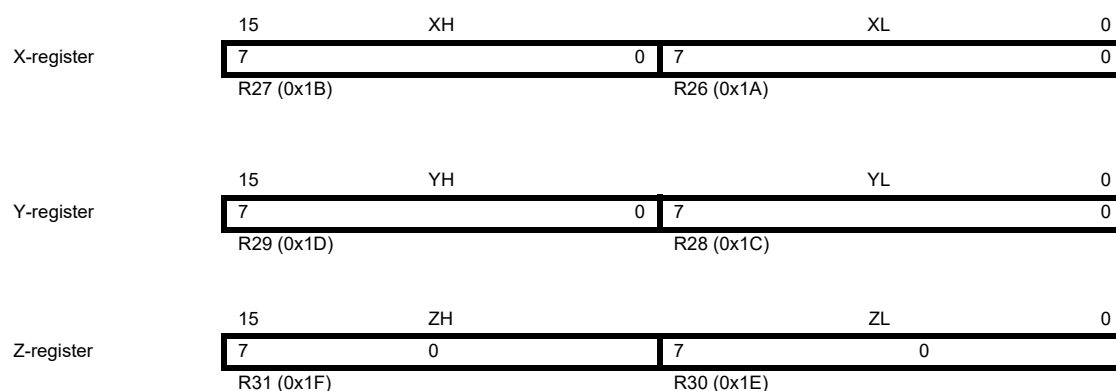 15 XH XL 0
X-register 7 0 7 0
R27 (0x1B) R26 (0x1A)
15 YH YL 0
Y-register 7 0 7 0
R29 (0x1D) R28 (0x1C)
15 ZH ZL 0
Z-register 7 0 7 0
R31 (0x1F) R30 (0x1E)